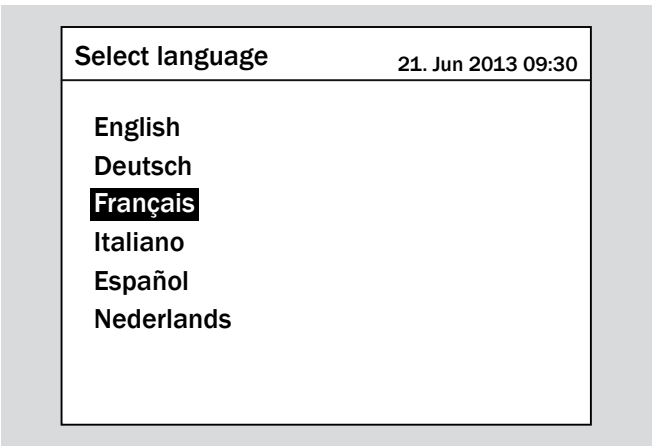 Select language
21. Jun 2013 09:30
English
Deutsch
Français
Italiano
Español
Nederlands